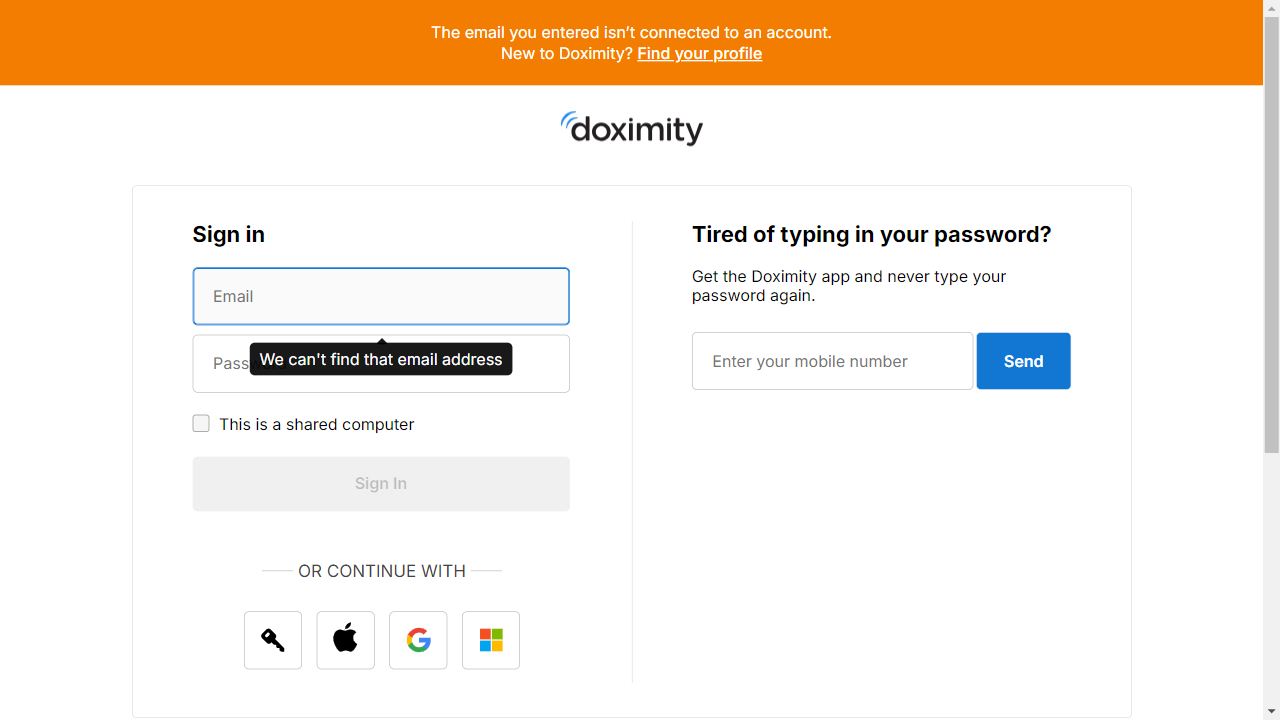 The email you entered isn’t connected to an account.
New to Doximity? Find your profile
doximity
Sign in
Email
We can't find that email address
This is a shared computer
Sign In
OR CONTINUE WITH
Tired of typing in your password?
Get the Doximity app and never type your
password again.
Enter your mobile number
Send